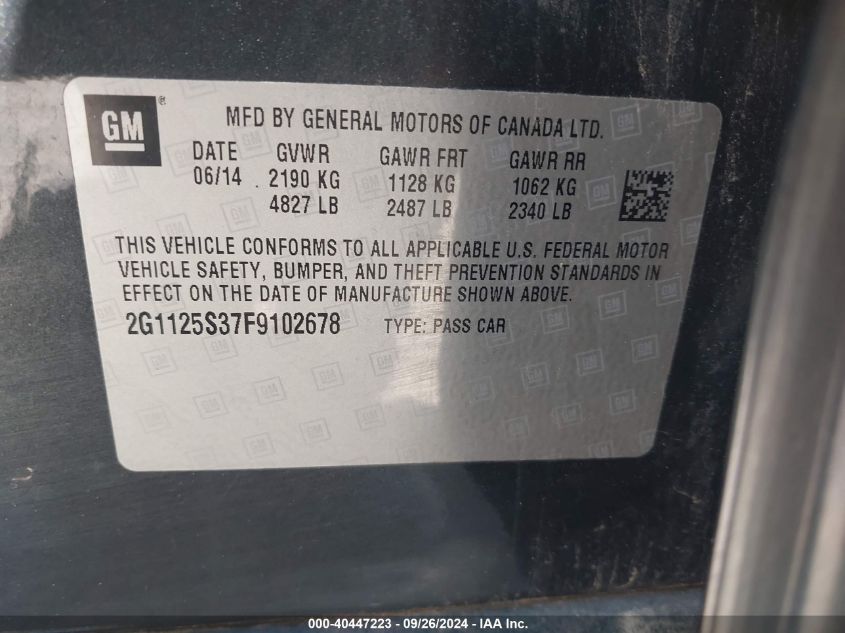 GM®
MFD BY GENERAL MOTORS OF CANADA LTD.
DATE GVWR GAWR FRT GAWR RR
06/14 . 2190 KG 1128 KG 1062 KG
4827 LB 2487 LB 2340 LB
THIS VEHICLE CONFORMS TO ALL APPLICABLE U.S. FEDERAL MOTOR
VEHICLE SAFETY, BUMPER, AND THEFT PREVENTION STANDARDS IN
EFFECT ON THE DATE OF MANUFACTURE SHOWN ABOVE.
2G1125S37F9102678 TYPE: PASS CAR
000-40447223 - 09/26/2024 - IAA Inc.